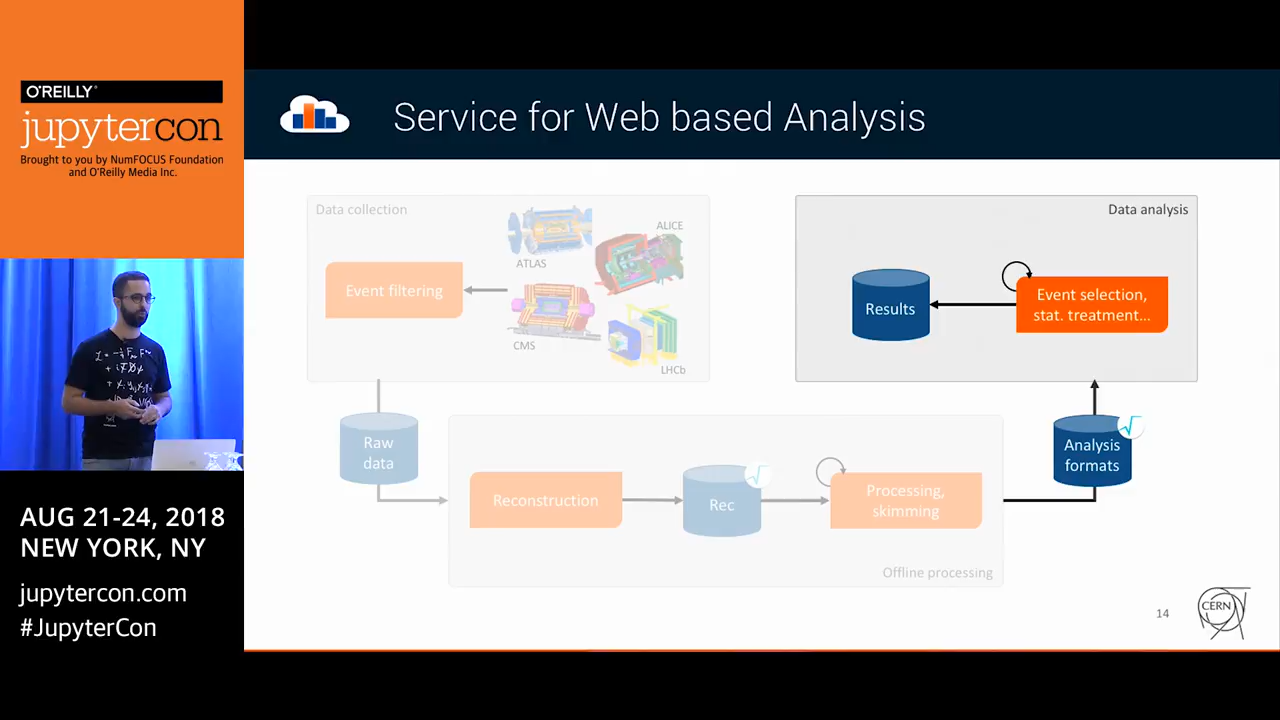 O'REILLY®
jupytercon
Brought to you by NumFOCUS Foundation
and O'Reilly Media Inc.
AUG 21-24, 2018
NEW YORK, NY
jupytercon.com
#JupyterCon
Service for Web based Analysis
Data collection
Event filtering
ATLAS
ALICE
CMS
LHCb
Data analysis
Results
Event selection,
stat. treatment...
Raw
data
Reconstruction
Rec
Processing,
skimming
Offline processing
Analysis
formats
14
CERN